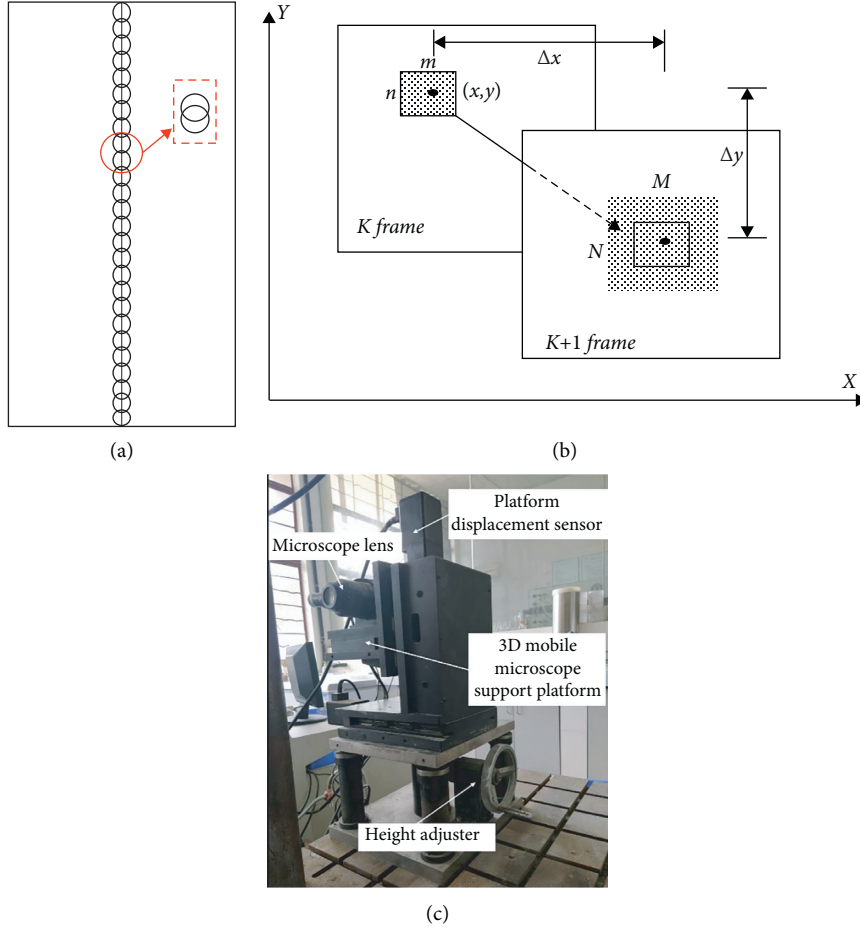 Y
Δx
m
n
(x,y)
Δy
M
K frame
N
K+1 frame
X
(a)
(b)
Platform
displacement sensor
Microscope lens
3D mobile
microscope
support platform
Height adjuster
(c)